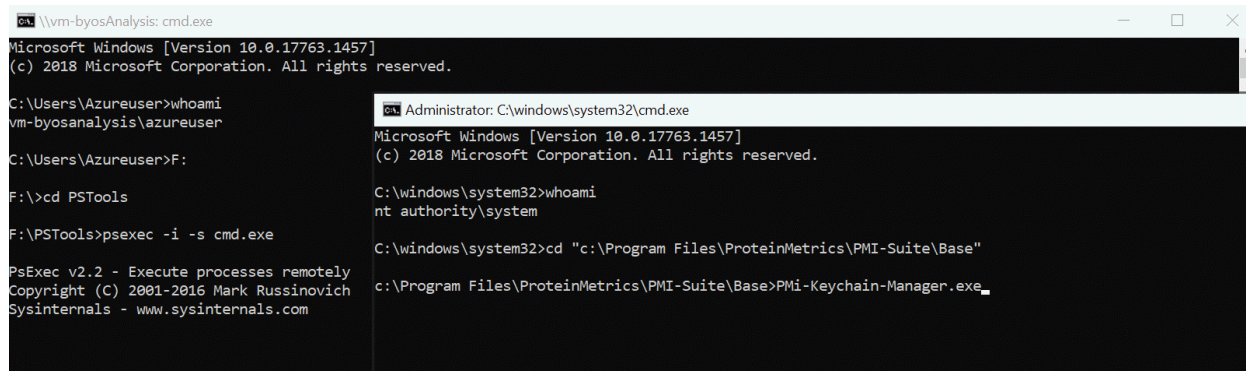 \\vm-byosAnalysis: cmd.exe
Microsoft Windows [Version 10.0.17763.1457]
(c) 2018 Microsoft Corporation. All rights reserved.
C:\Users\Azureuser>whoami
vm-byosanalysis\azureuser
C:\Users\Azureuser>F:
F:\>cd PSTools
F:\PSTools>psexec -i -s cmd.exe
PsExec v2.2 - Execute processes remotely
Copyright (C) 2001-2016 Mark Russinovich
Sysinternals - www.sysinternals.com
Administrator: C:\windows\system32\cmd.exe
Microsoft Windows [Version 10.0.17763.1457]
(c) 2018 Microsoft Corporation. All rights reserved.
C:\windows\system32>whoami
nt authority\system
C:\windows\system32>cd "c:\Program Files\ProteinMetrics\PMI-Suite\Base"
c:\Program Files\ProteinMetrics\PMI-Suite\Base>PMi-Keychain-Manager.exe